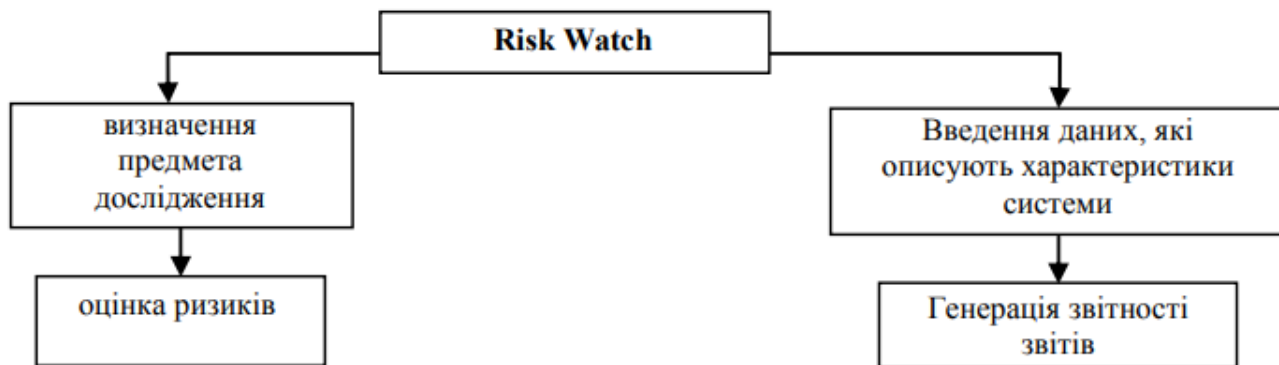 Risk Watch
визначення
предмета
дослідження
Введення даних, які
описують характеристики
системи
оцінка ризиків
Генерація звітності
звітів